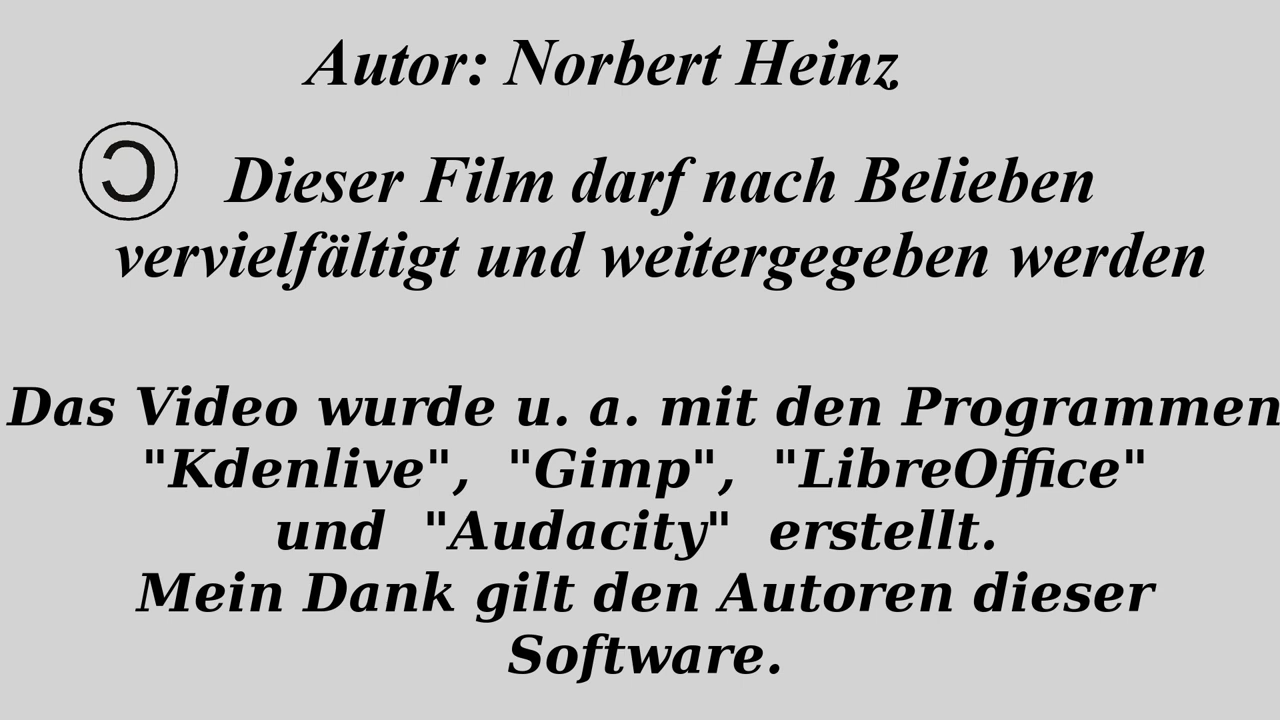 Autor: Norbert Heinz
Ɔ Dieser Film darf nach Belieben
vervielfältigt und weitergegeben werden
Das Video wurde u. a. mit den Programmen
"Kdenlive", "Gimp", "LibreOffice"
und "Audacity" erstellt.
Mein Dank gilt den Autoren dieser
Software.